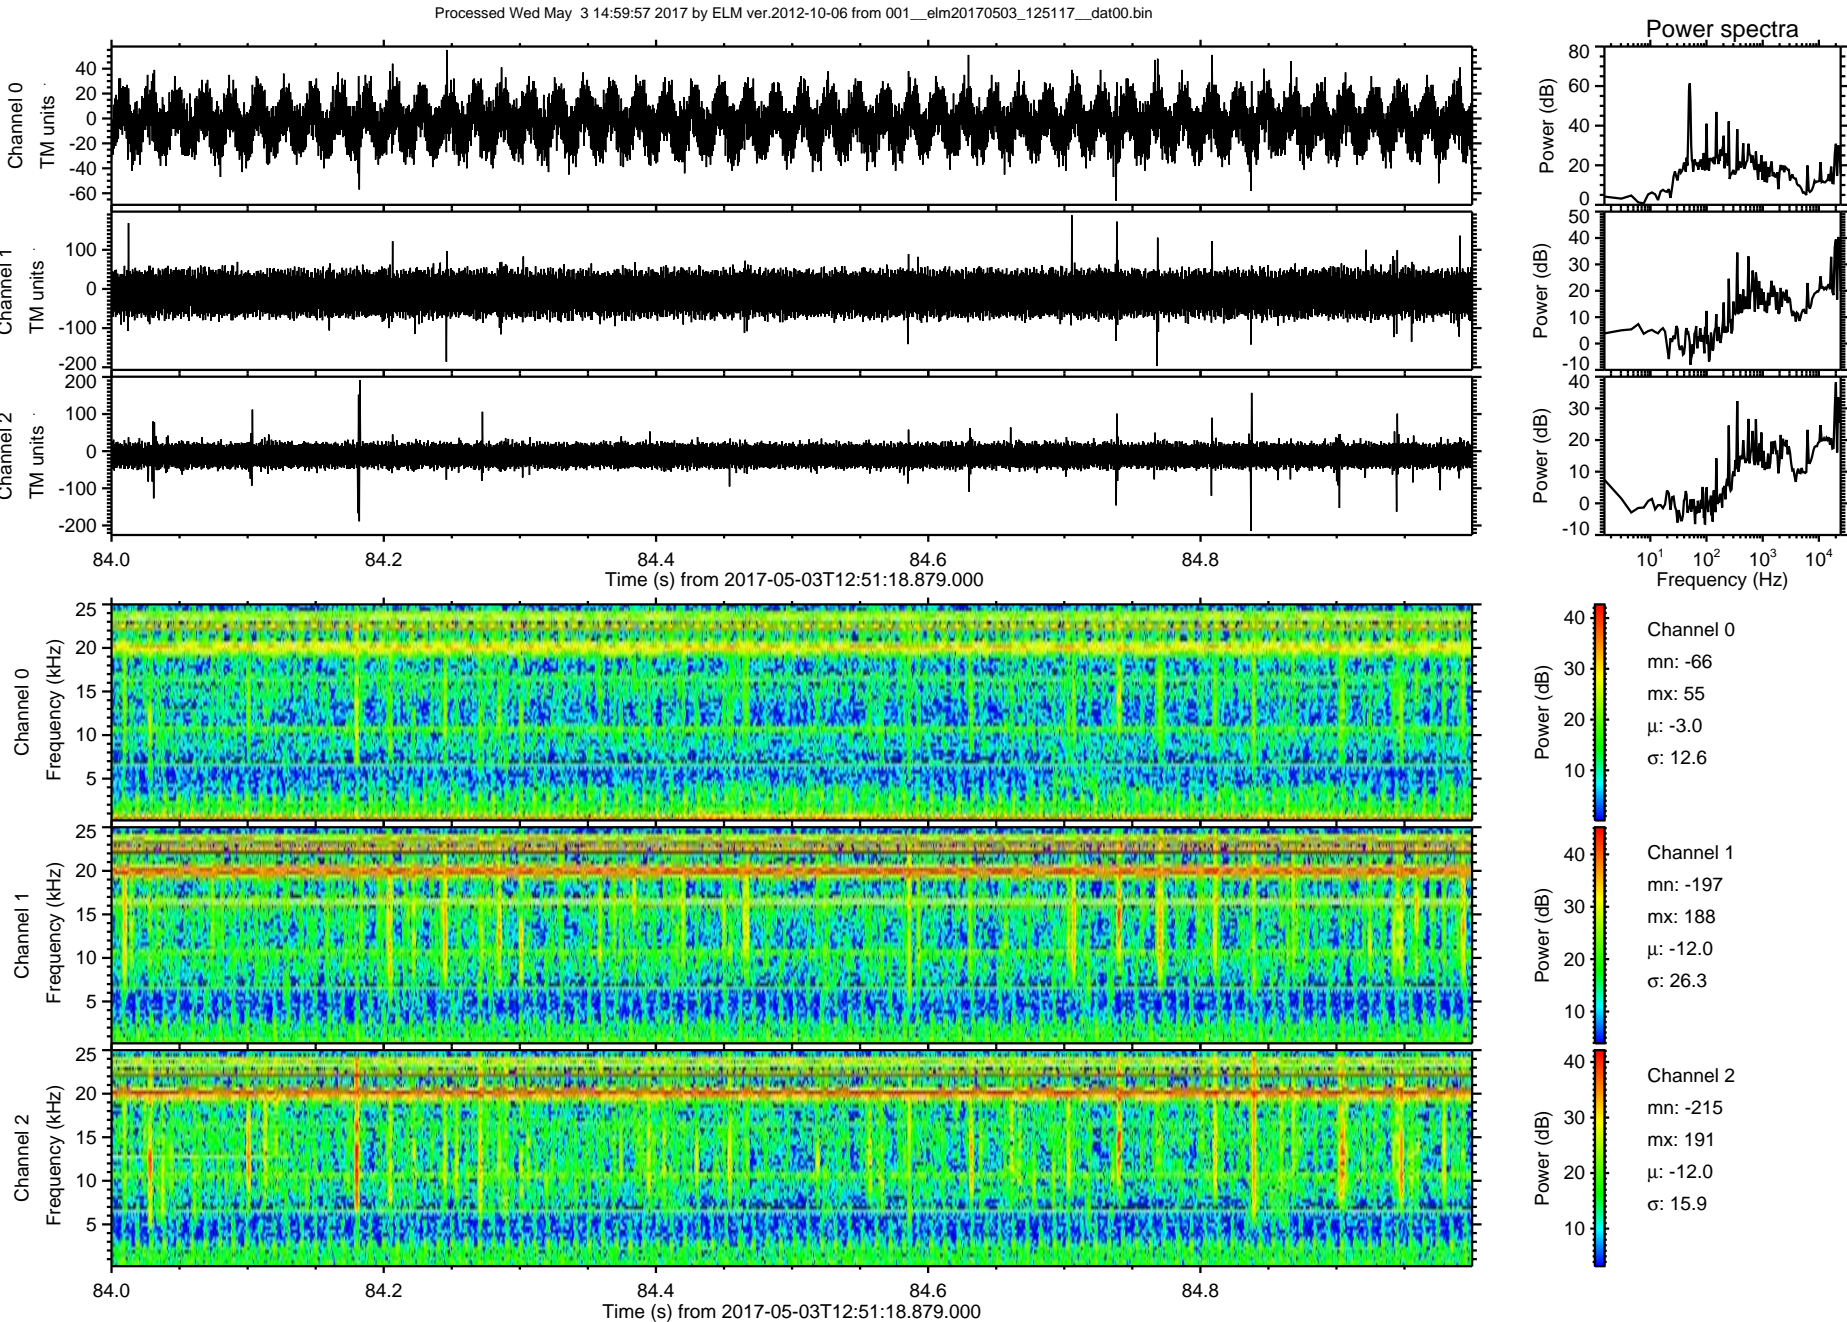 Processed Wed May  3 14:59:57 2017 by ELM ver.2012-10-06 from 001__elm20170503_125117__dat00.bin
Power spectra
Channel 0
TM units
40
20
0
-20
-40
-60
Power (dB)
80
60
40
20
0
Channel 1
TM units
100
0
-100
-200
Power (dB)
50
40
30
20
10
0
-10
Channel 2
TM units
200
100
0
-100
-200
Power (dB)
40
30
20
10
0
-10
84.0 84.2 84.4 84.6 84.8
Time (s) from 2017-05-03T12:51:18.879.000
10^1 10^2 10^3 10^4
Frequency (Hz)
Channel 0
Frequency (kHz)
25
20
15
10
5
Power (dB)
40
30
20
10
Channel 0
mn: -66
mx: 55
μ: -3.0
σ: 12.6
Channel 1
Frequency (kHz)
25
20
15
10
5
Power (dB)
40
30
20
10
Channel 1
mn: -197
mx: 188
μ: -12.0
σ: 26.3
Channel 2
Frequency (kHz)
25
20
15
10
5
Power (dB)
40
30
20
10
Channel 2
mn: -215
mx: 191
μ: -12.0
σ: 15.9
84.0 84.2 84.4 84.6 84.8
Time (s) from 2017-05-03T12:51:18.879.000